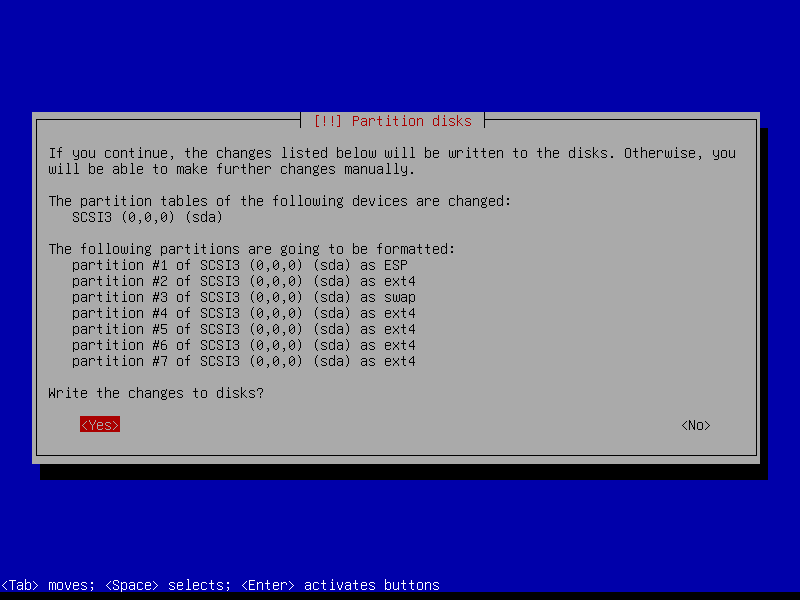 [!!] Partition disks
If you continue, the changes listed below will be written to the disks. Otherwise, you
will be able to make further changes manually.
The partition tables of the following devices are changed:
SCSI3 (0,0,0) (sda)
The following partitions are going to be formatted:
partition #1 of SCSI3 (0,0,0) (sda) as ESP
partition #2 of SCSI3 (0,0,0) (sda) as ext4
partition #3 of SCSI3 (0,0,0) (sda) as swap
partition #4 of SCSI3 (0,0,0) (sda) as ext4
partition #5 of SCSI3 (0,0,0) (sda) as ext4
partition #6 of SCSI3 (0,0,0) (sda) as ext4
partition #7 of SCSI3 (0,0,0) (sda) as ext4
Write the changes to disks?
<Yes> <No>
<Tab> moves; <Space> selects; <Enter> activates buttons